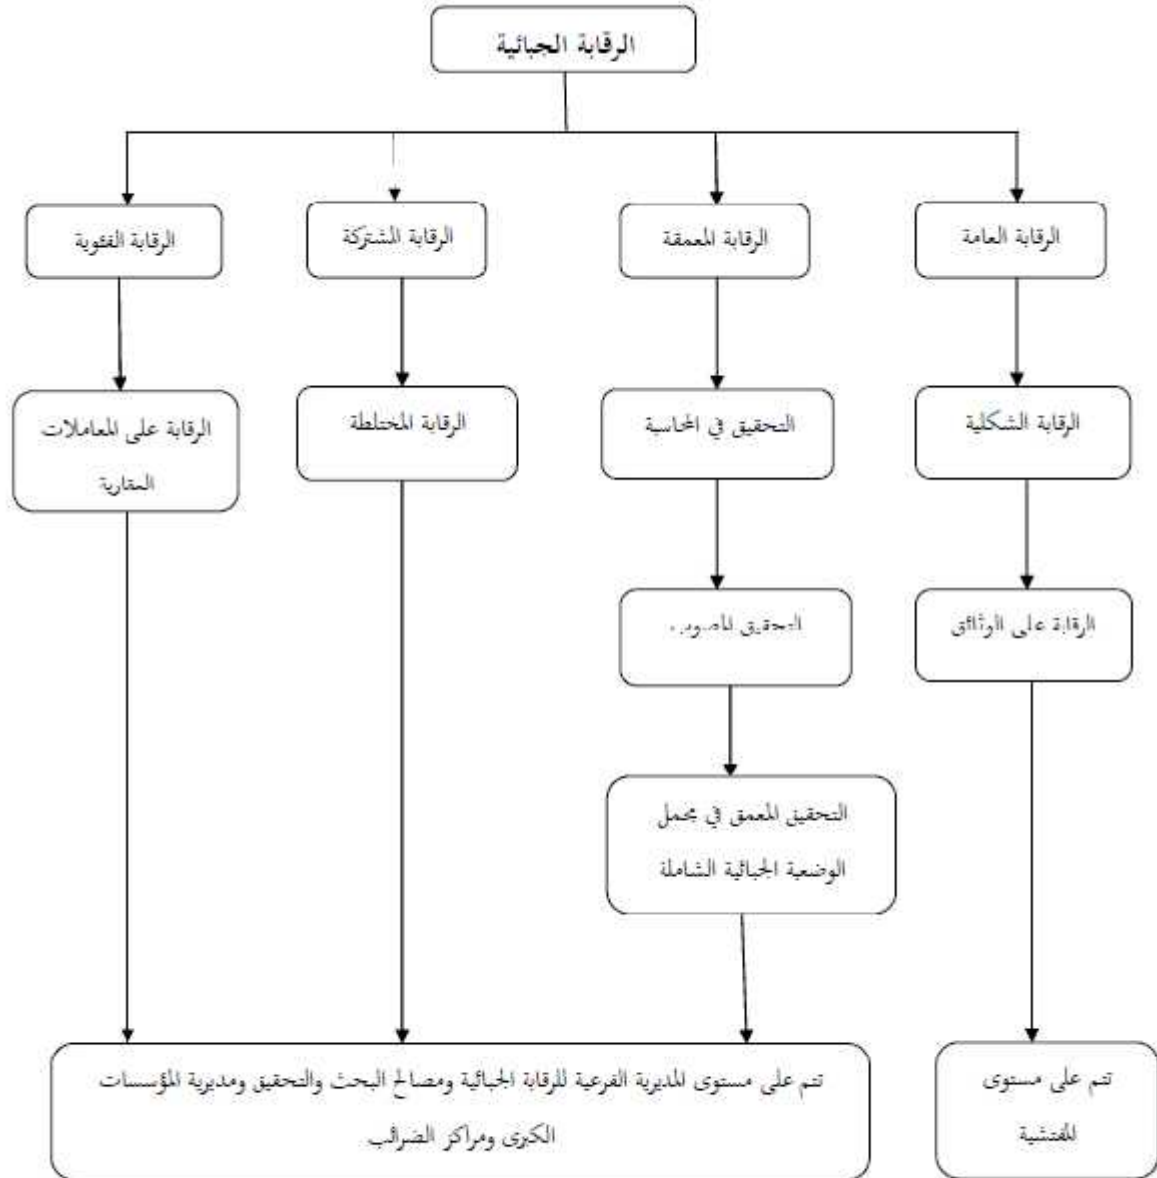 الرقابة الجبائية
الرقابة العامة
الرقابة المعمقة
الرقابة المشتركة
الرقابة الفئوية
الرقابة الشكلية
التحقيق في المحاسبة
الرقابة المختلطة
الرقابة على المعاملات
العقارية
الرقابة على الوثائق
التحقيق
التحقيق المعمق في مجمل
الوضعية الجبائية الشاملة
تتم على مستوى
المفتشية
تتم على مستوى المديرية الفرعية للرقابة الجبائية ومصالح البحث والتحقيق ومديرية المؤسسات
الكبرى ومراكز الضرائب